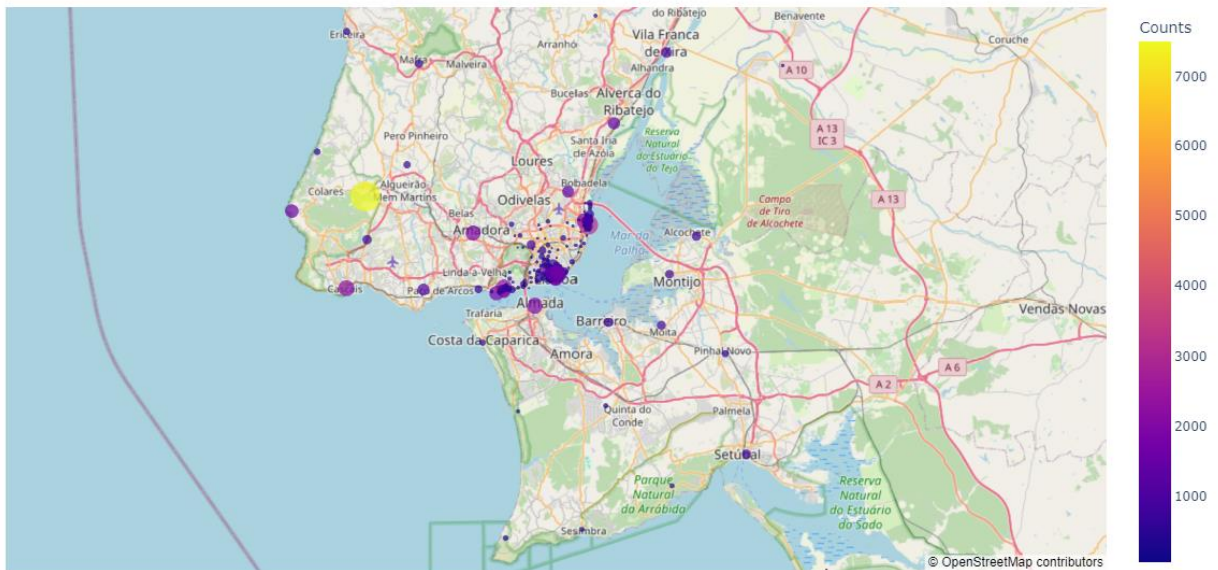 do Ribatejo
Benavente
Coruche
Ericeira
Arranhó
Vila Franca
de Xira
Mafra
Malveira
Alhandra
A 10
Bucelas
Alverca do
Ribatejo
A 13
IC 3
Pero Pinheiro
Santa Iria
de Azóia
Reserva
Natural
do Estuário
do Tejo
Loures
Colares
Algueirão
Mem Martins
Bobadela
Campo
de Tiro
de Alcochete
A 13
Odivelas
Belas
Amadora
Mar da
Palha
Alcochete
Linda-a-Velha
Cascais
Paço de Arcos
Montijo
Trafaria
Almada
Barreiro
Moita
Vendas Novas
Costa da Caparica
Amora
Pinhal Novo
A 6
A 2
Quinta do
Conde
Palmela
Setúbal
Parque
Natural
da Arrábida
Reserva
Natural
do Estuário
do Sado
Sesimbra
© OpenStreetMap contributors
Counts
7000
6000
5000
4000
3000
2000
1000